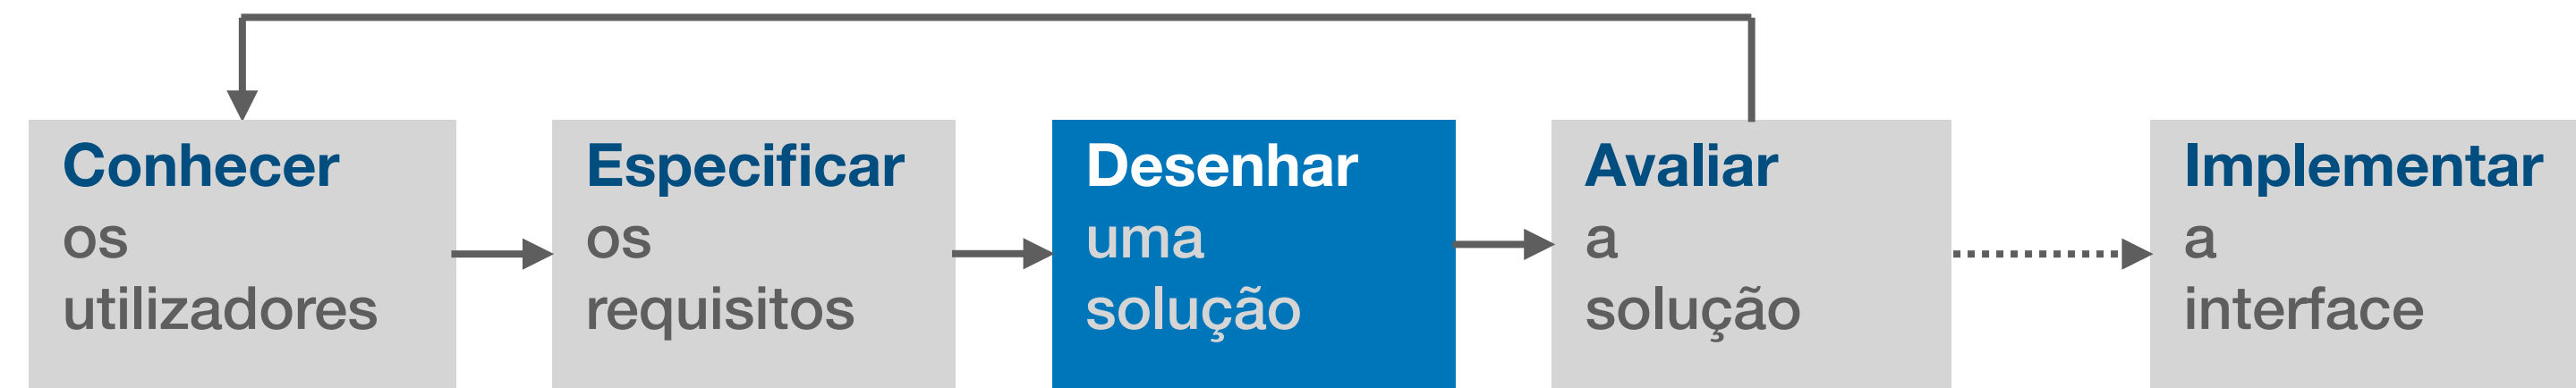 Conhecer
os
utilizadores
Especificar
os
requisitos
Desenhar
uma
solução
Avaliar
a
solução
Implementar
a
interface